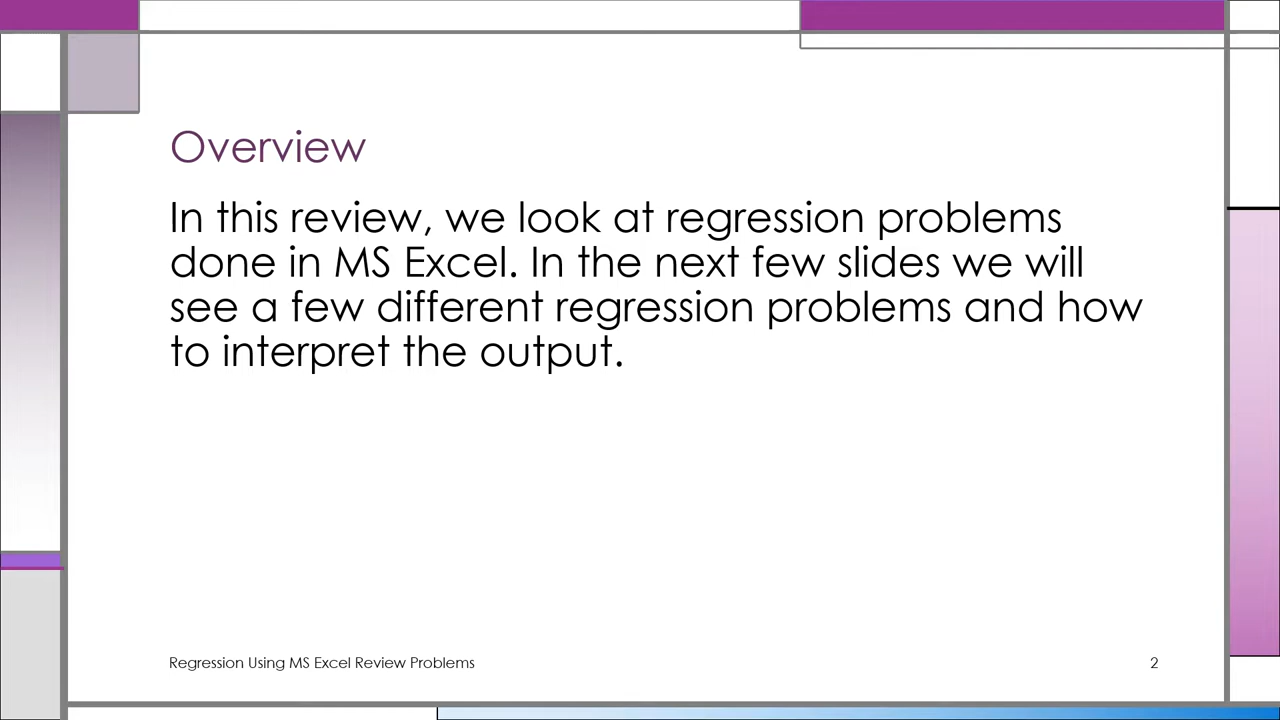 Overview
In this review, we look at regression problems
done in MS Excel. In the next few slides we will
see a few different regression problems and how
to interpret the output.
Regression Using MS Excel Review Problems
2